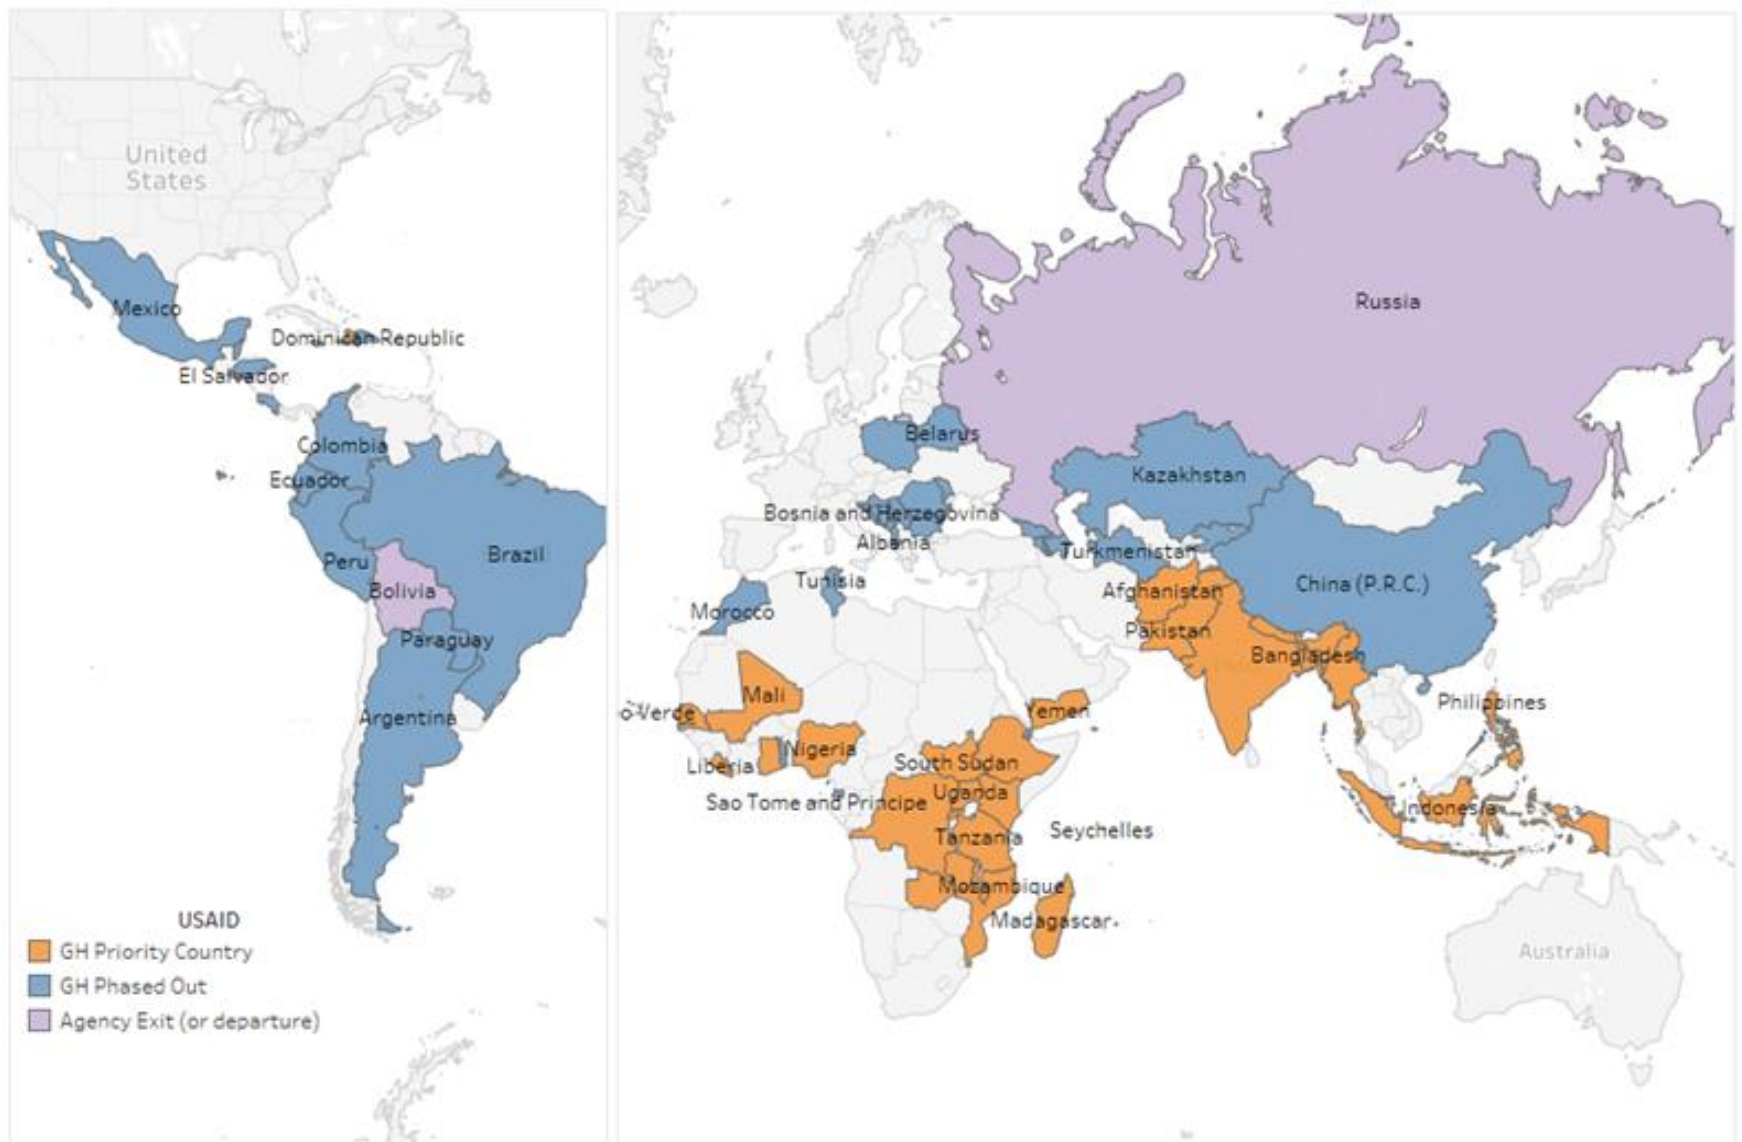 United
States
Mexico
Dominican Republic
El Salvador
Colombia
Ecuador
Peru
Brazil
Bolivia
Paraguay
Argentina
USAID
GH Priority Country
GH Phased Out
Agency Exit (or departure)
Russia
Belarus
Kazakhstan
Bosnia and Herzegovina
Albania
Turkmenistan
Tunisia
China (P.R.C.)
Morocco
Afghanistan
Pakistan
Bangladesh
Mali
Verde
Yemen
Philippines
Nigeria
Liberia
South Sudan
Uganda
Sao Tome and Principe
Indonesia
Tanzania
Seychelles
Mozambique
Madagascar
Australia